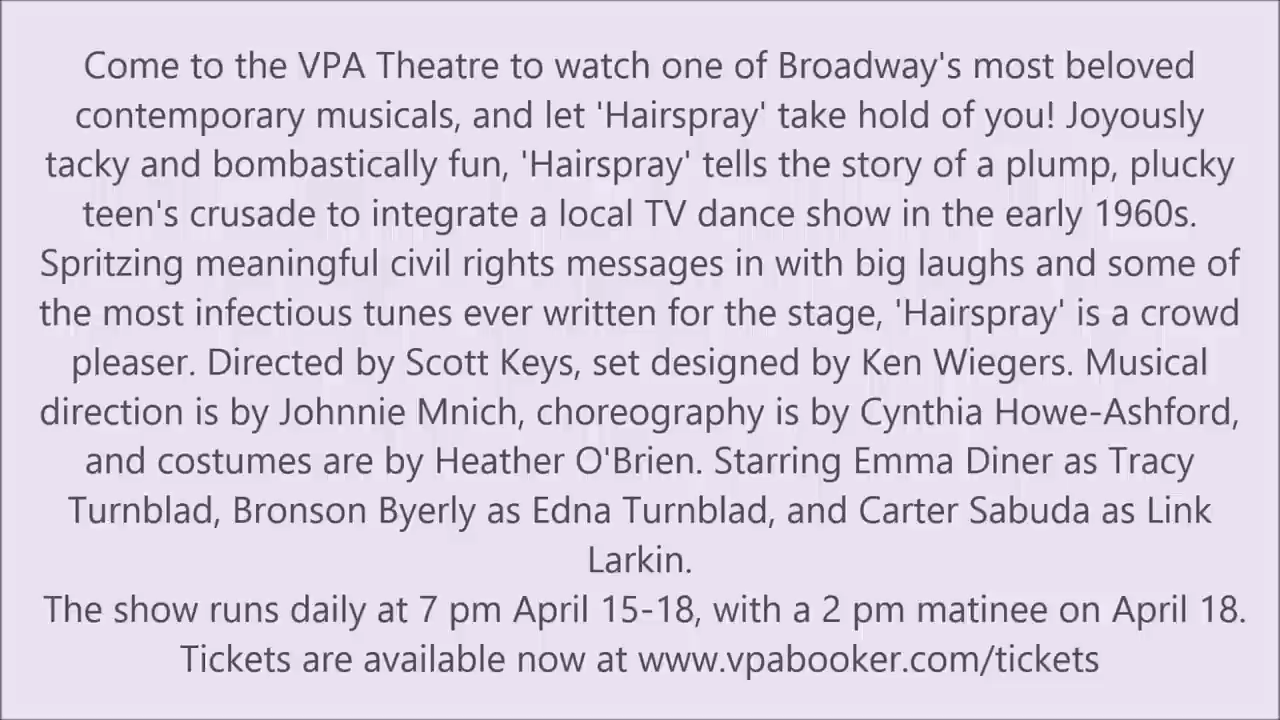 Come to the VPA Theatre to watch one of Broadway's most beloved
contemporary musicals, and let 'Hairspray' take hold of you! Joyously
tacky and bombastically fun, 'Hairspray' tells the story of a plump, plucky
teen's crusade to integrate a local TV dance show in the early 1960s.
Spritzing meaningful civil rights messages in with big laughs and some of
the most infectious tunes ever written for the stage, 'Hairspray' is a crowd
pleaser. Directed by Scott Keys, set designed by Ken Wiegers. Musical
direction is by Johnnie Mnich, choreography is by Cynthia Howe-Ashford,
and costumes are by Heather O'Brien. Starring Emma Diner as Tracy
Turnblad, Bronson Byerly as Edna Turnblad, and Carter Sabuda as Link
Larkin.
The show runs daily at 7 pm April 15-18, with a 2 pm matinee on April 18.
Tickets are available now at www.vpabooker.com/tickets